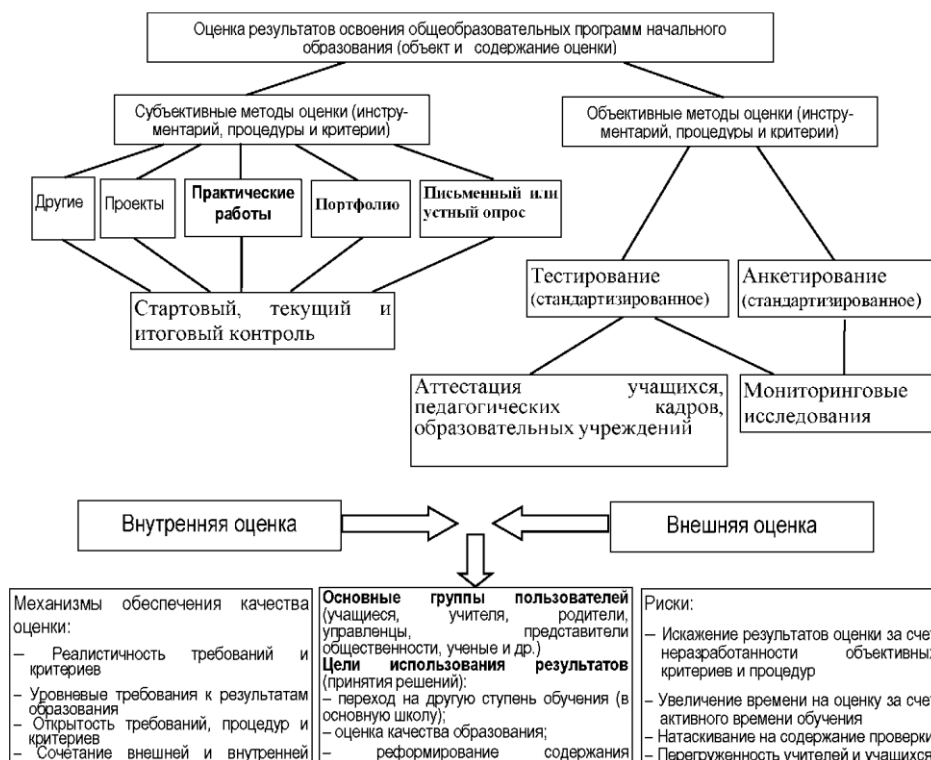 Оценка результатов освоения общеобразовательных программ начального
образования (объект и содержание оценки)
Субъективные методы оценки (инстру-
ментарий, процедуры и критерии)
Объективные методы оценки (инстру-
ментарий, процедуры и критерии)
Другие
Проекты
Практические
работы
Портфолио
Письменный или
устный опрос
Тестирование
(стандартизированное)
Анкетирование
(стандартизированное)
Стартовый, текущий и
итоговый контроль
Аттестация учащихся,
педагогических кадров,
образовательных учреждений
Мониторинговые
исследования
Внутренняя оценка
Внешняя оценка
Механизмы обеспечения качества
оценки:
– Реалистичность требований и
критериев
– Уровневые требования к результатам
образования
– Открытость требований, процедур и
критериев
– Сочетание внешней и внутренней
Основные группы пользователей
(учащиеся, учителя, родители,
управленцы, представители
общественности, ученые и др.)
Цели использования результатов
(принятия решений):
– переход на другую ступень обучения (в
основную школу);
– оценка качества образования;
– реформирование содержания
Риски:
– Искажение результатов оценки за счет
неразработанности объективных
критериев и процедур
– Увеличение времени на оценку за счет
активного времени обучения
– Натаскивание на содержание проверки
– Перегруженность учителей и учащихся